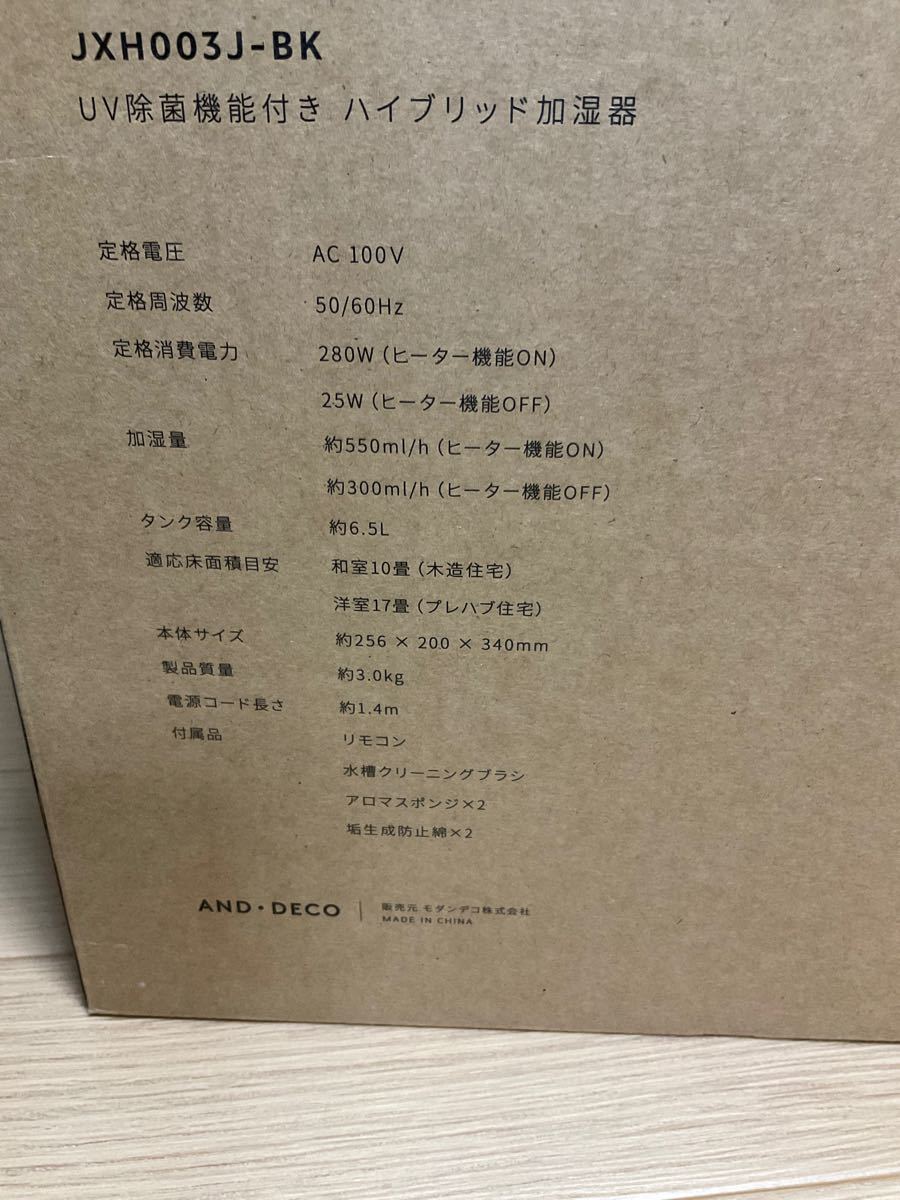 JXH003J-BK
UV除菌機能付き ハイブリッド加湿器
定格電圧 AC 100V
定格周波数 50/60Hz
定格消費電力 280W（ヒーター機能ON）
25W（ヒーター機能OFF）
加湿量 約550ml/h（ヒーター機能ON）
約300ml/h（ヒーター機能OFF）
タンク容量 約6.5L
適応床面積目安 和室10畳（木造住宅）
洋室17畳（プレハブ住宅）
本体サイズ 約256 × 200 × 340mm
製品質量 約3.0kg
電源コード長さ 約1.4m
付属品 リモコン
水槽クリーニングブラシ
アロマスポンジ×2
垢生成防止綿×2
AND・DECO 販売元 モダンデコ株式会社
MADE IN CHINA